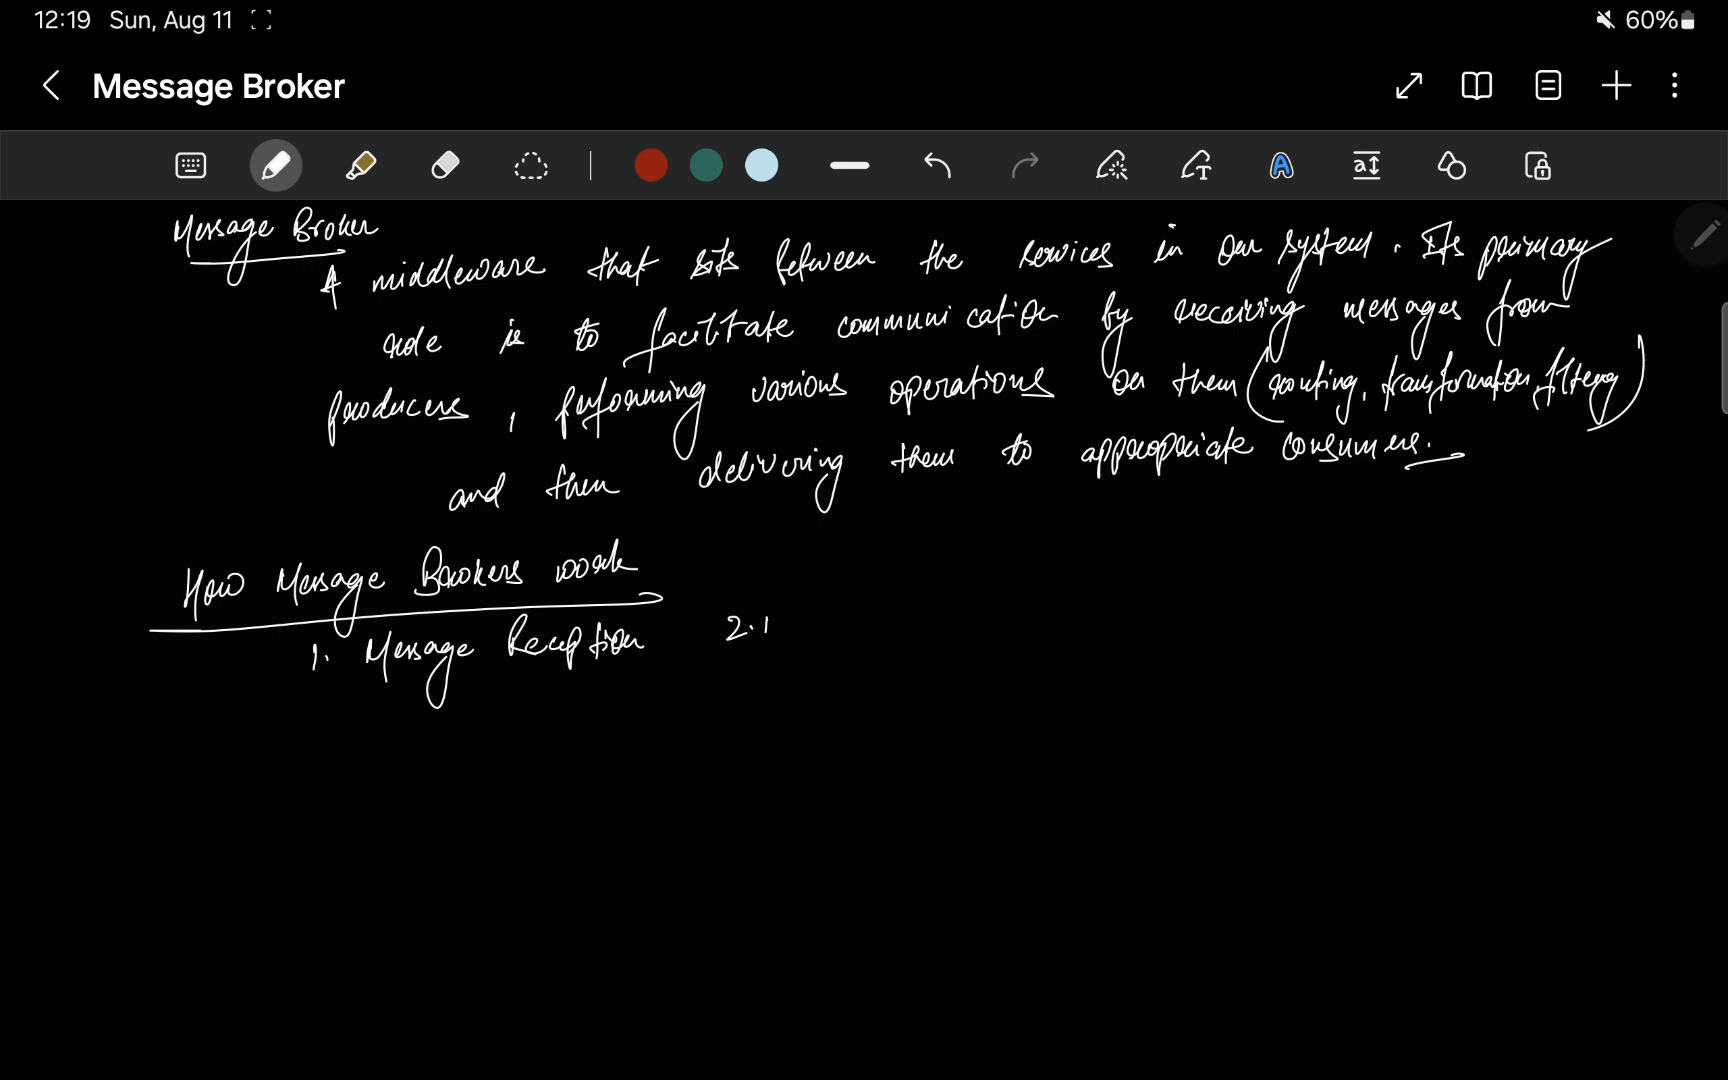 12:19 Sun, Aug 11 60%
Message Broker
Message Broker
A middleware that sits between the services in our system. Its primary
role is to facilitate communication by receiving messages from
producers, performing various operations on them (routing, transformation, filtering)
and then delivering them to appropriate consumers.
How Message Brokers work
1. Message Reception 2.